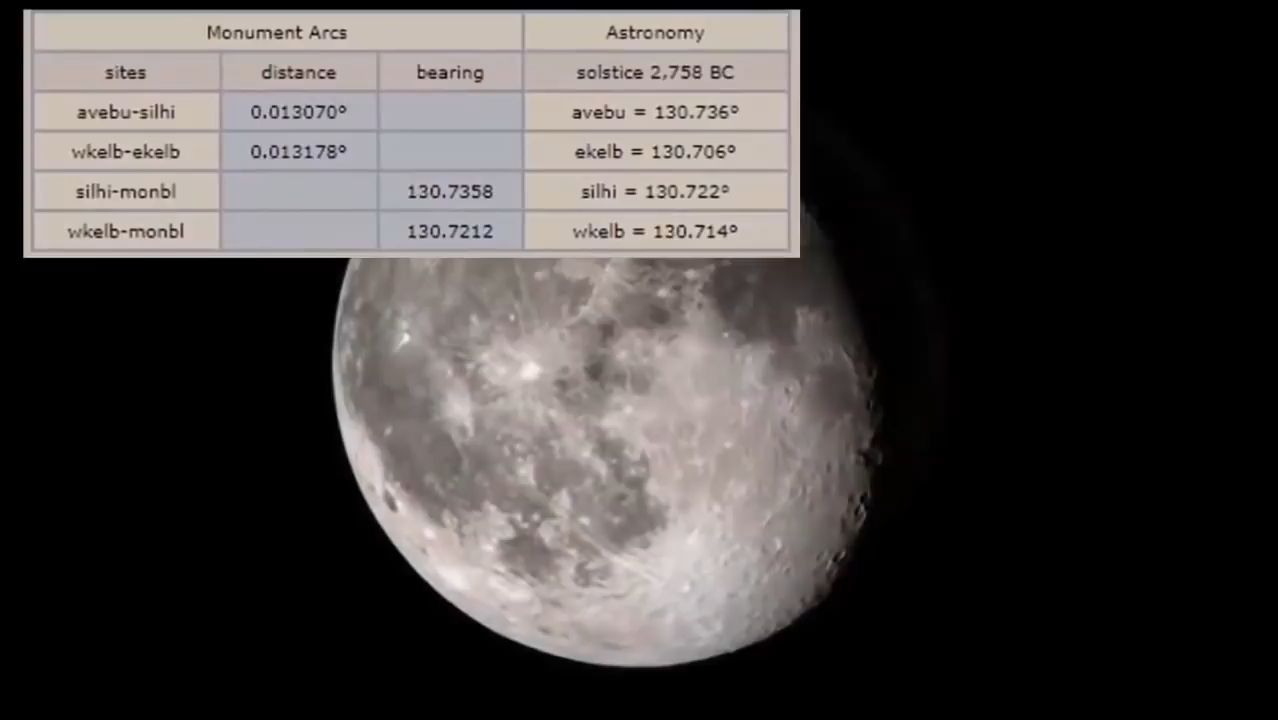 Monument Arcs Astronomy
sites distance bearing solstice 2,758 BC
avebu-silhi 0.013070° avebu = 130.736°
wkelb-ekelb 0.013178° ekelb = 130.706°
silhi-monbl 130.7358 silhi = 130.722°
wkelb-monbl 130.7212 wkelb = 130.714°